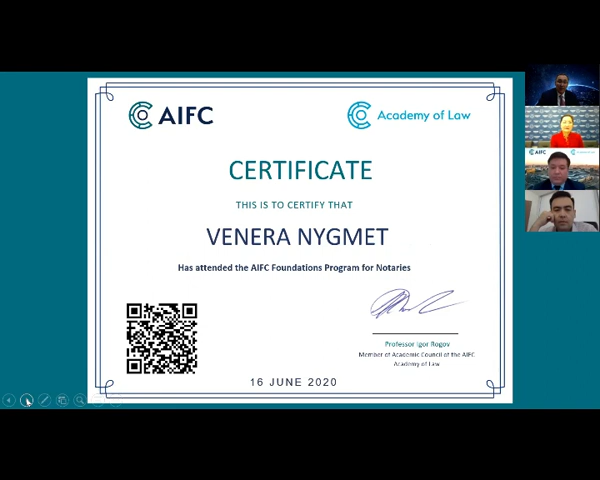 AIFC
Academy of Law
CERTIFICATE
THIS IS TO CERTIFY THAT
VENERA NYGMET
Has attended the AIFC Foundations Program for Notaries
Professor Igor Rogov
Member of Academic Council of the AIFC
Academy of Law
16 JUNE 2020
AIFC